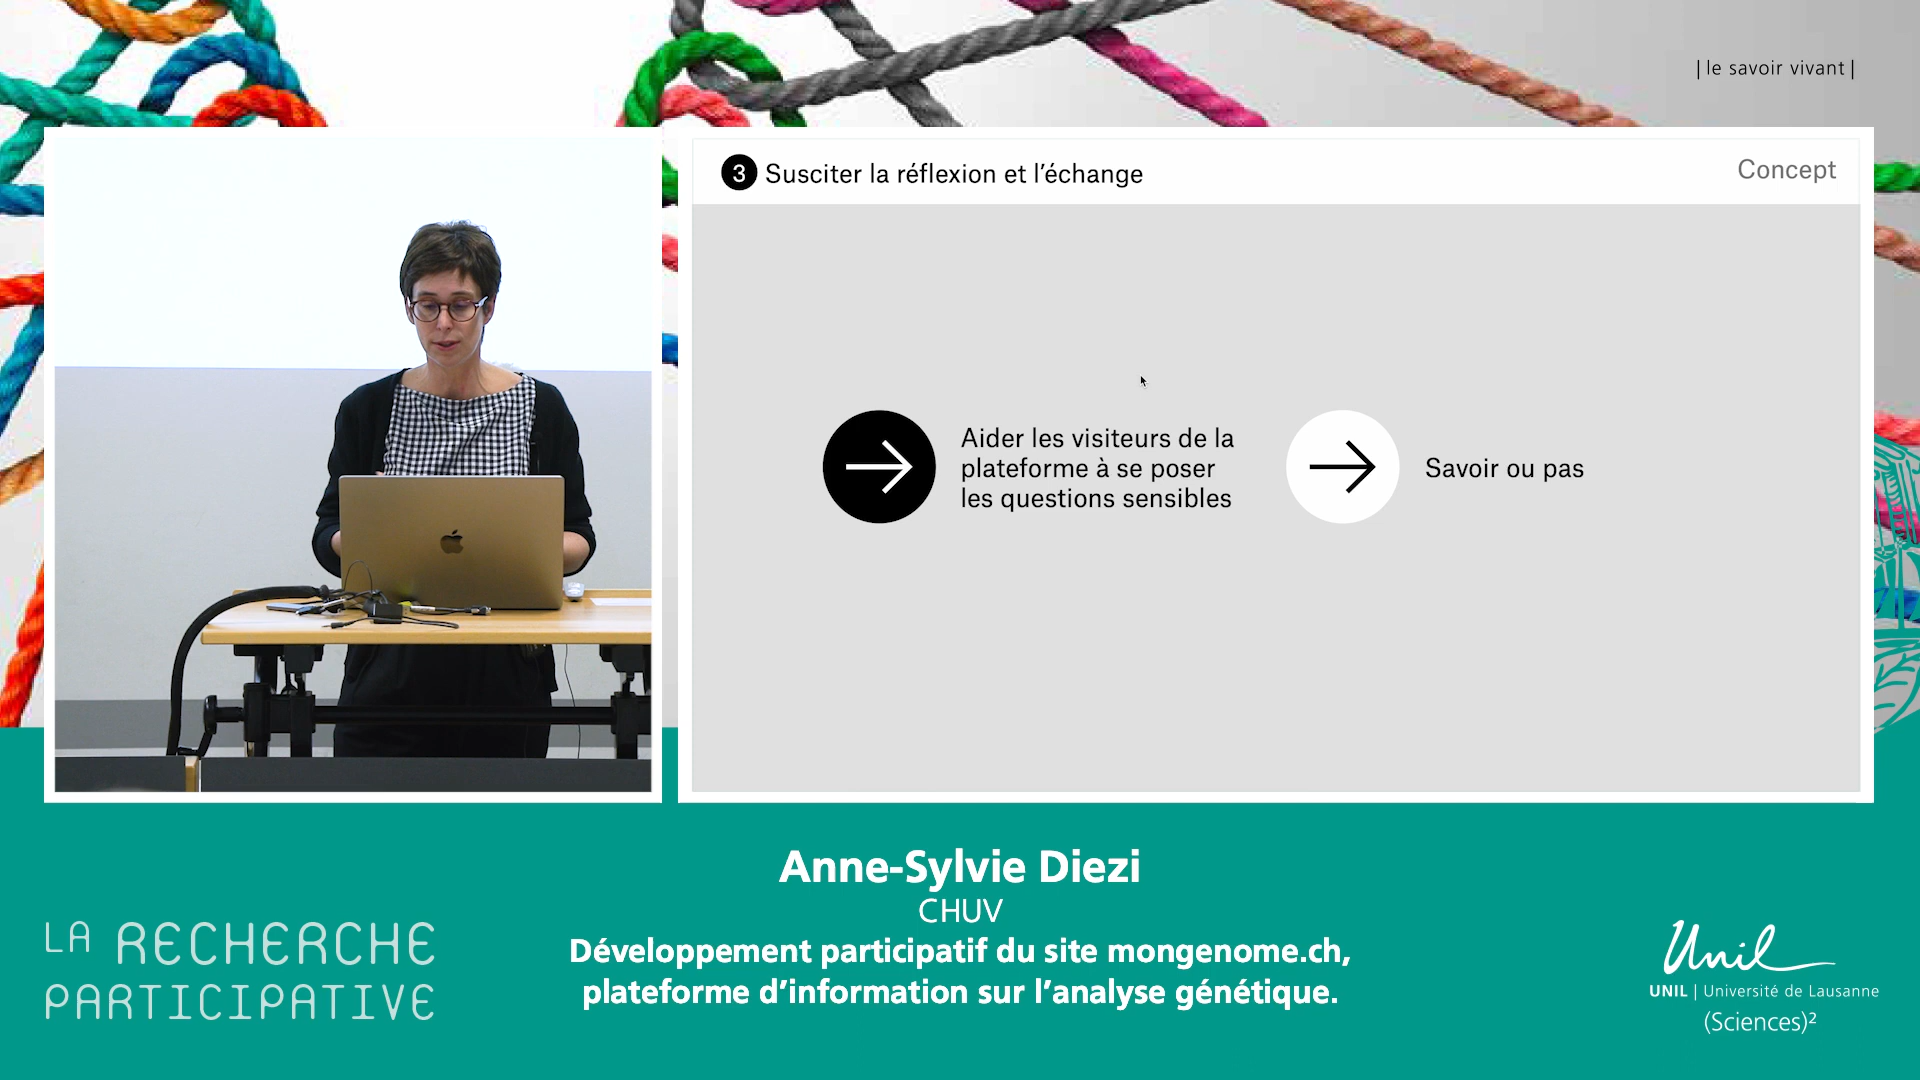 | le savoir vivant |
3 Susciter la réflexion et l'échange
Concept
Aider les visiteurs de la
plateforme à se poser
les questions sensibles
Savoir ou pas
Anne-Sylvie Diezi
CHUV
Développement participatif du site mongenome.ch,
plateforme d'information sur l'analyse génétique.
LA RECHERCHE
PARTICIPATIVE
Unil
UNIL | Université de Lausanne
(Sciences)²